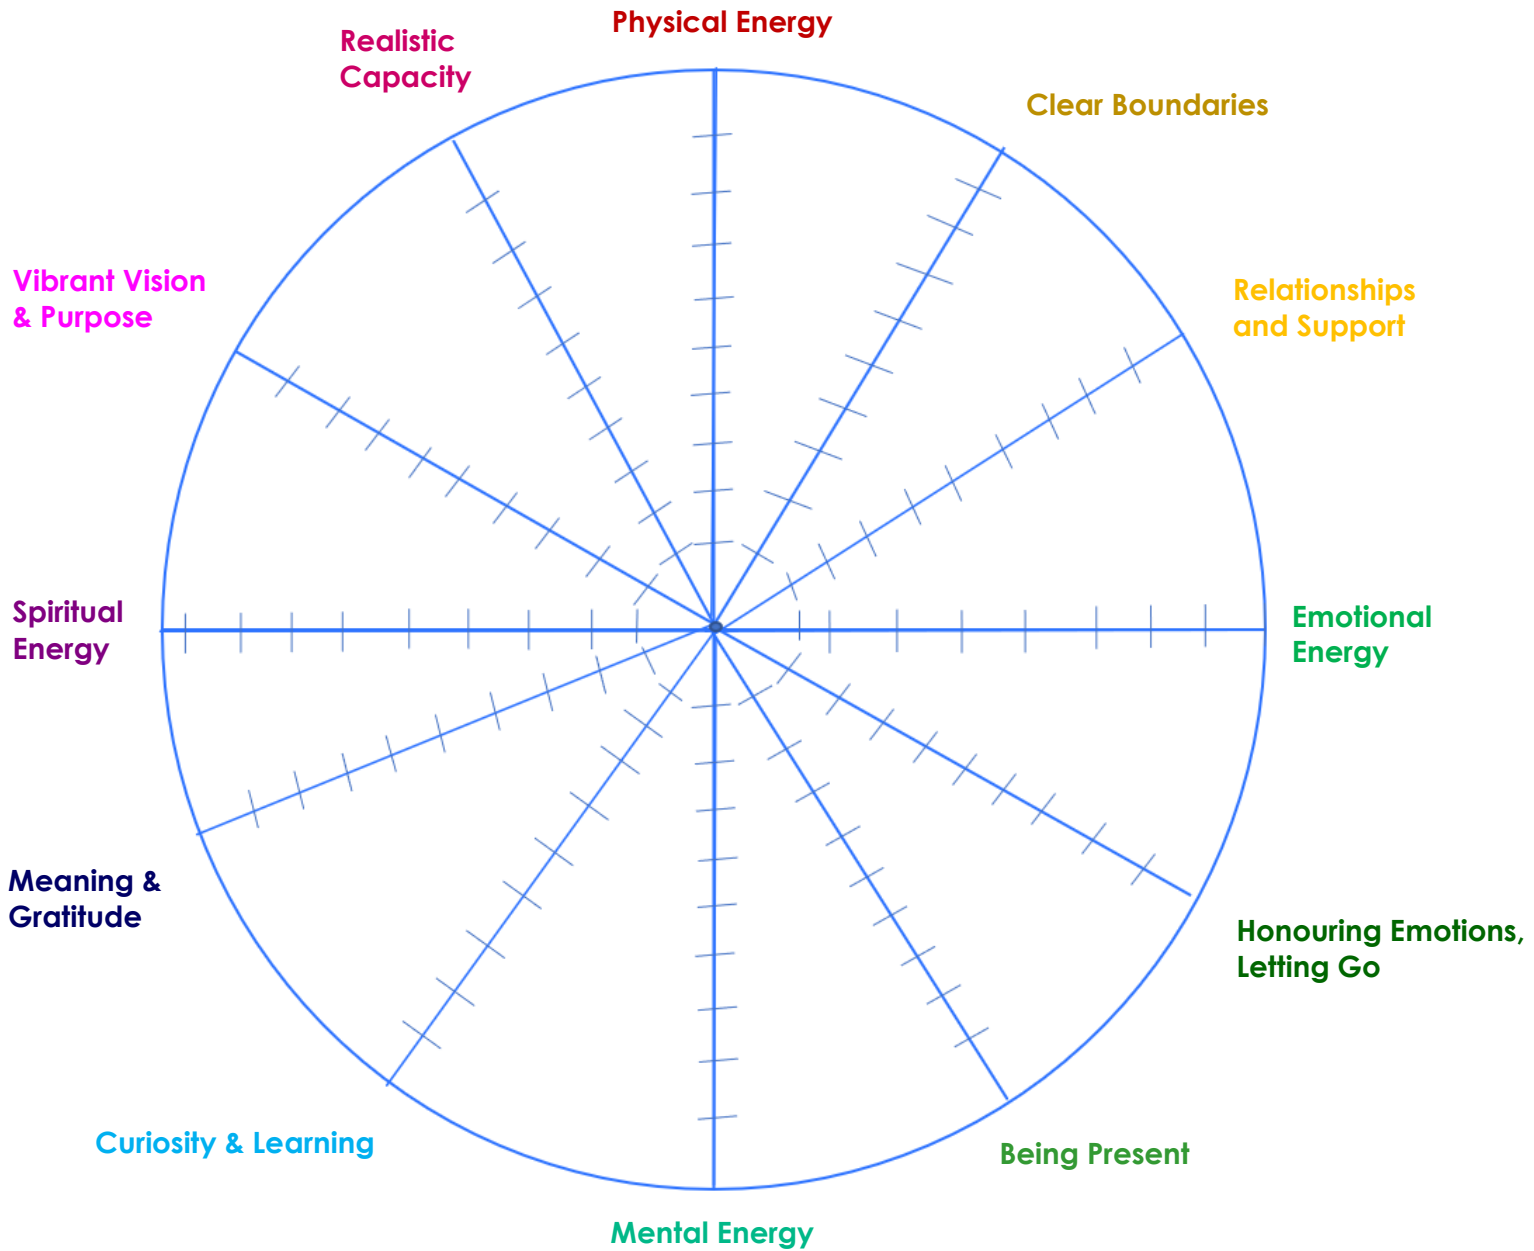 Physical Energy
Realistic
Capacity
Clear Boundaries
Vibrant Vision
& Purpose
Relationships
and Support
Spiritual
Energy
Emotional
Energy
Meaning &
Gratitude
Honouring Emotions,
Letting Go
Curiosity & Learning
Being Present
Mental Energy